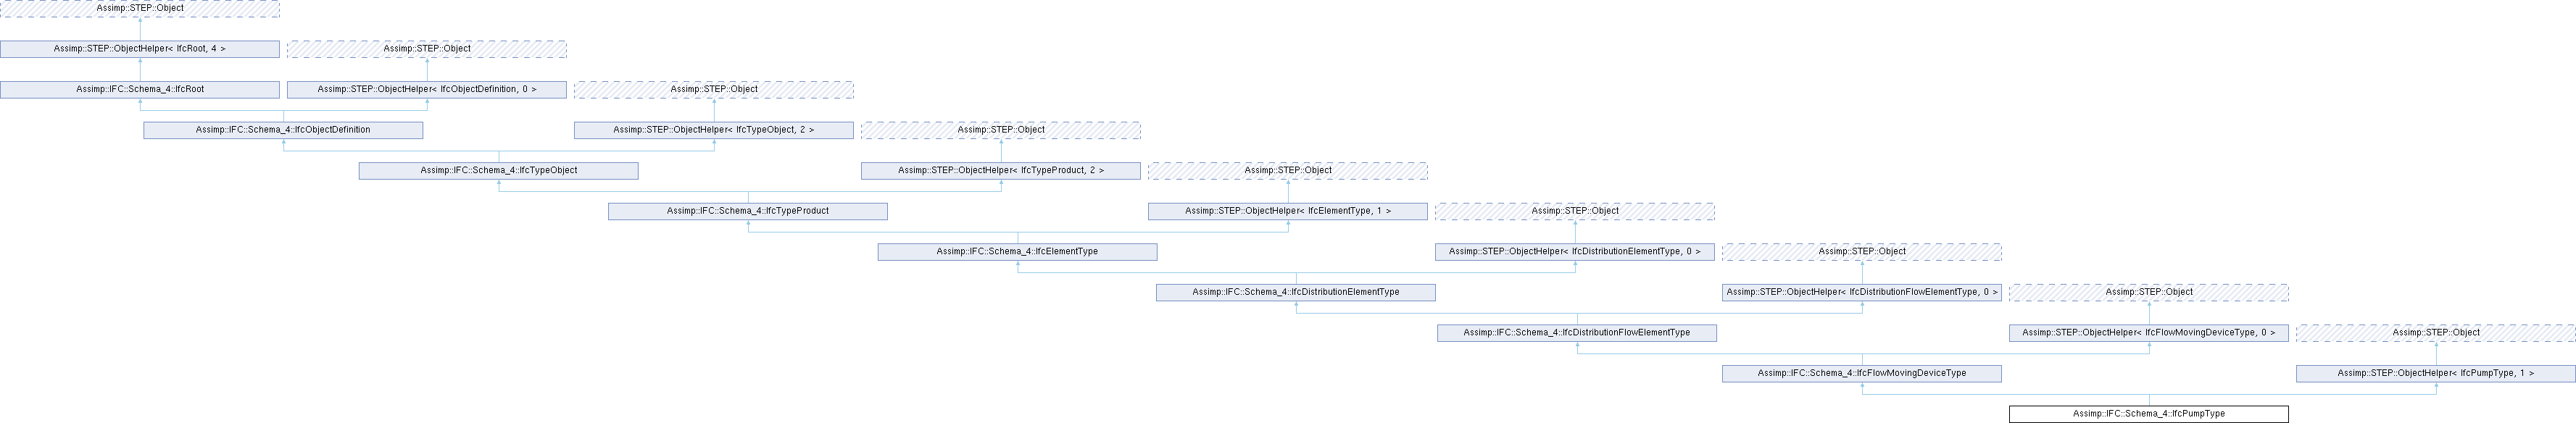 Assimp::STEP::Object
Assimp::STEP::ObjectHelper< IfcRoot, 4 >
Assimp::STEP::Object
Assimp::IFC::Schema_4::IfcRoot
Assimp::STEP::ObjectHelper< IfcObjectDefinition, 0 >
Assimp::STEP::Object
Assimp::IFC::Schema_4::IfcObjectDefinition
Assimp::STEP::ObjectHelper< IfcTypeObject, 2 >
Assimp::STEP::Object
Assimp::IFC::Schema_4::IfcTypeObject
Assimp::STEP::ObjectHelper< IfcTypeProduct, 2 >
Assimp::STEP::Object
Assimp::IFC::Schema_4::IfcTypeProduct
Assimp::STEP::ObjectHelper< IfcElementType, 1 >
Assimp::STEP::Object
Assimp::IFC::Schema_4::IfcElementType
Assimp::STEP::ObjectHelper< IfcDistributionElementType, 0 >
Assimp::STEP::Object
Assimp::IFC::Schema_4::IfcDistributionElementType
Assimp::STEP::ObjectHelper< IfcDistributionFlowElementType, 0 >
Assimp::STEP::Object
Assimp::IFC::Schema_4::IfcDistributionFlowElementType
Assimp::STEP::ObjectHelper< IfcFlowMovingDeviceType, 0 >
Assimp::STEP::Object
Assimp::IFC::Schema_4::IfcFlowMovingDeviceType
Assimp::STEP::ObjectHelper< IfcPumpType, 1 >
Assimp::IFC::Schema_4::IfcPumpType